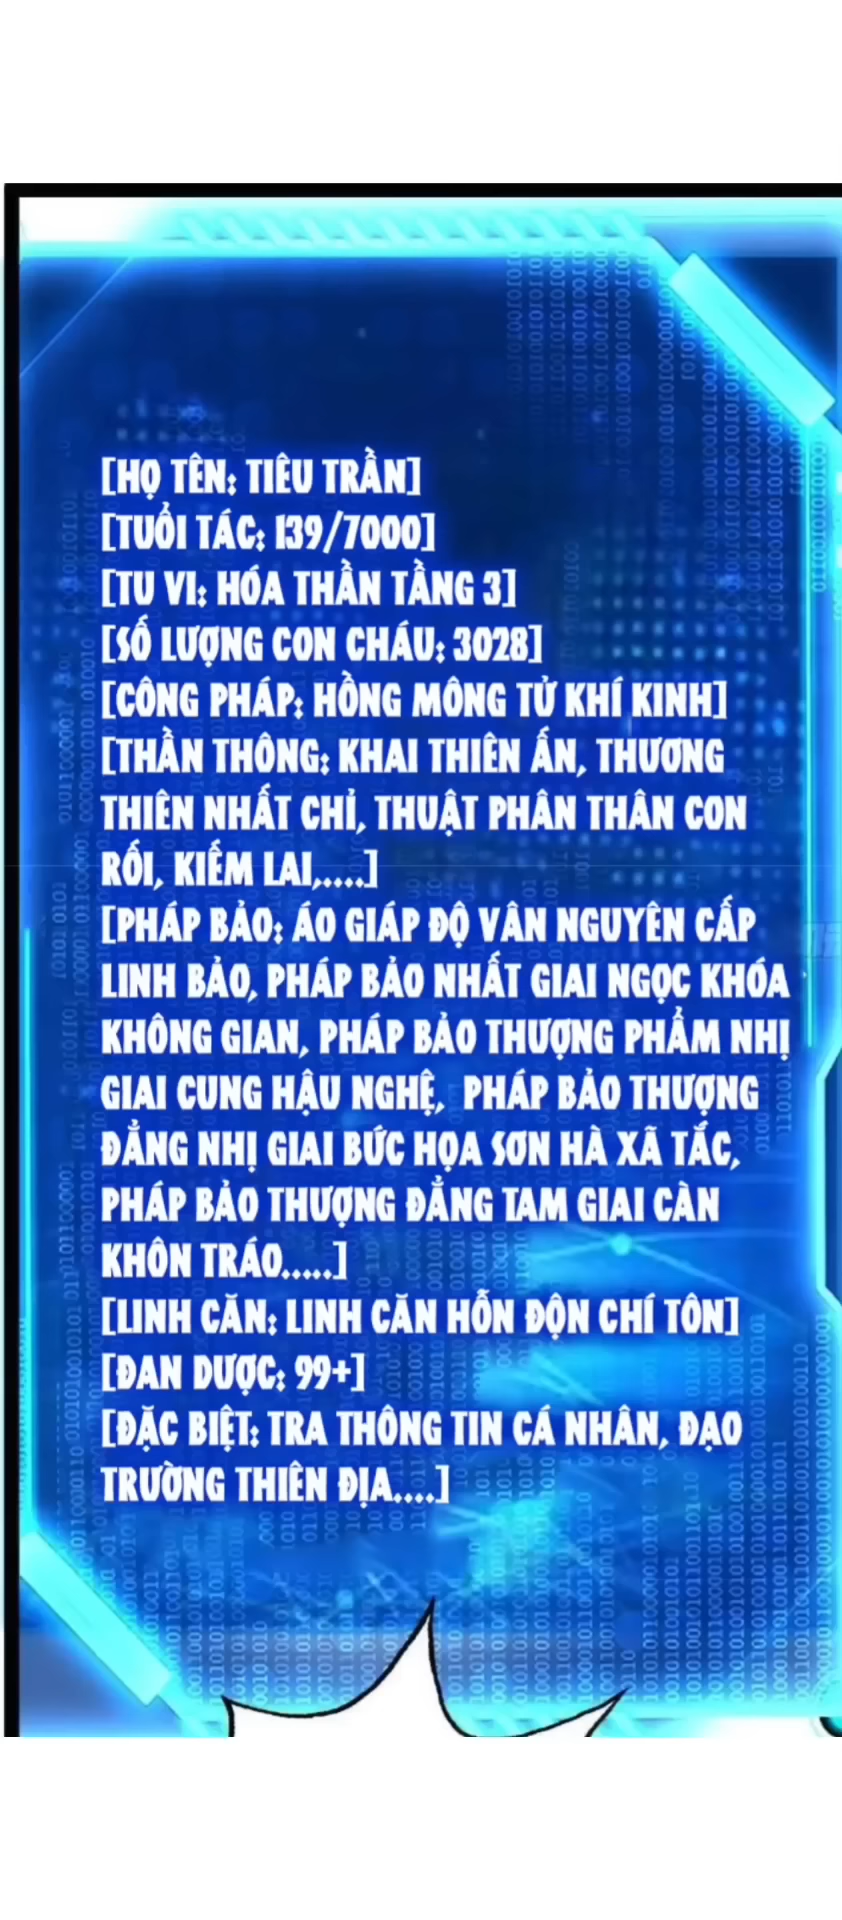 [HỌ TÊN: TIÊU TRẦN]
[TUỔI TÁC: 139/7000]
[TU VI: HÓA THẦN TẦNG 3]
[SỐ LƯỢNG CON CHÁU: 3028]
[CÔNG PHÁP: HỒNG MÔNG TỬ KHÍ KINH]
[THẦN THÔNG: KHAI THIÊN ẤN, THƯƠNG
THIÊN NHẤT CHỈ, THUẬT PHÂN THÂN CON
RỐI, KIẾM LAI,.....]
[PHÁP BẢO: ÁO GIÁP ĐỘ VÂN NGUYÊN CẤP
LINH BẢO, PHÁP BẢO NHẤT GIAI NGỌC KHÓA
KHÔNG GIAN, PHÁP BẢO THƯỢNG PHẨM NHỊ
GIAI CUNG HẬU NGHỆ, PHÁP BẢO THƯỢNG
ĐẲNG NHỊ GIAI BỨC HỌA SƠN HÀ XÃ TẮC,
PHÁP BẢO THƯỢNG ĐẲNG TAM GIAI CÀN
KHÔN TRÁO.....]
[LINH CĂN: LINH CĂN HỖN ĐỘN CHÍ TÔN]
[ĐAN DƯỢC: 99+]
[ĐẶC BIỆT: TRA THÔNG TIN CÁ NHÂN, ĐẠO
TRƯỜNG THIÊN ĐỊA....]